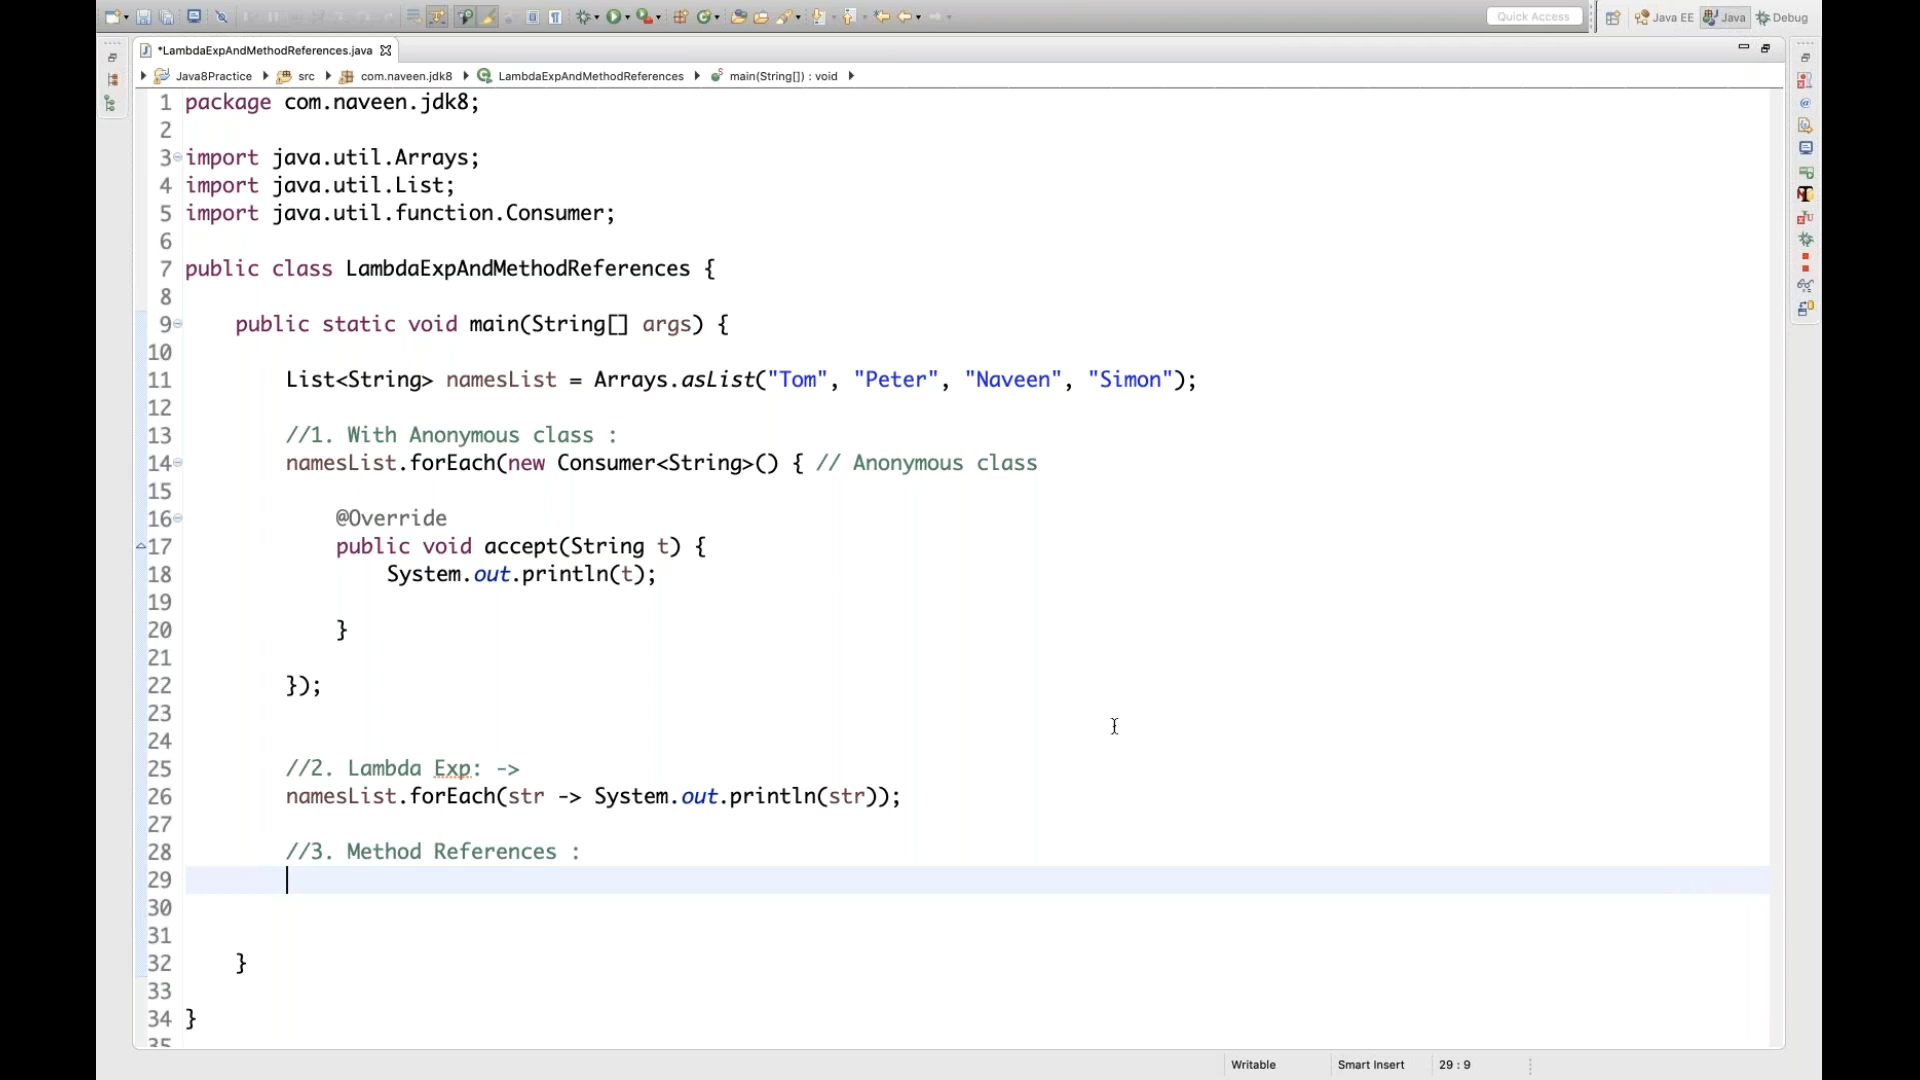 Quick Access
Java EE
Java
Debug
*LambdaExpAndMethodReferences.java
Java8Practice
src
com.naveen.jdk8
LambdaExpAndMethodReferences
main(String[]) : void
1 package com.naveen.jdk8;
2
3 import java.util.Arrays;
4 import java.util.List;
5 import java.util.function.Consumer;
6
7 public class LambdaExpAndMethodReferences {
8
9 public static void main(String[] args) {
10
11 List<String> namesList = Arrays.asList("Tom", "Peter", "Naveen", "Simon");
12
13 //1. With Anonymous class :
14 namesList.forEach(new Consumer<String>() { // Anonymous class
15
16 @Override
17 public void accept(String t) {
18 System.out.println(t);
19
20 }
21
22 });
23
24
25 //2. Lambda Exp: ->
26 namesList.forEach(str -> System.out.println(str));
27
28 //3. Method References :
29
30
31
32 }
33
34 }
35
Writable
Smart Insert
29 : 9